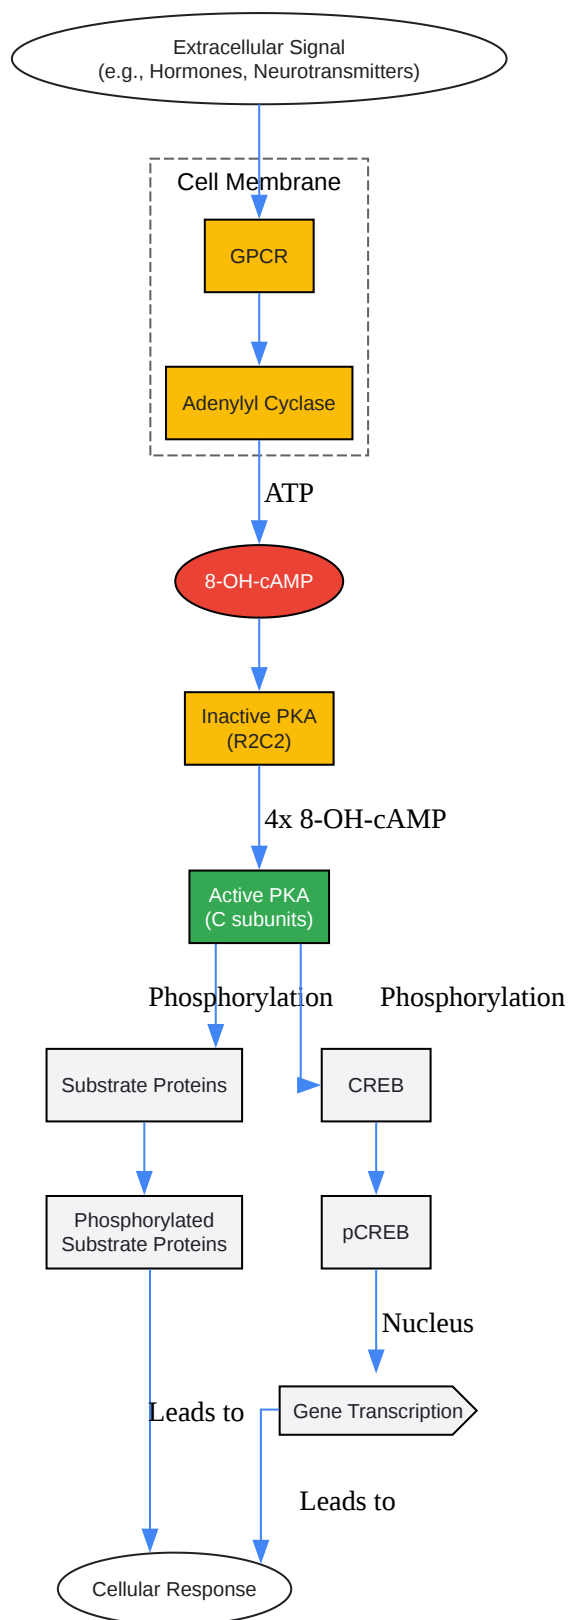 Extracellular Signal
(e.g., Hormones, Neurotransmitters)
Cell Membrane
GPCR
Adenylyl Cyclase
ATP
8-OH-cAMP
Inactive PKA
(R2C2)
4x 8-OH-cAMP
Active PKA
(C subunits)
Phosphorylation
Phosphorylation
Substrate Proteins
CREB
Phosphorylated
Substrate Proteins
pCREB
Nucleus
Leads to
Gene Transcription
Leads to
Cellular Response